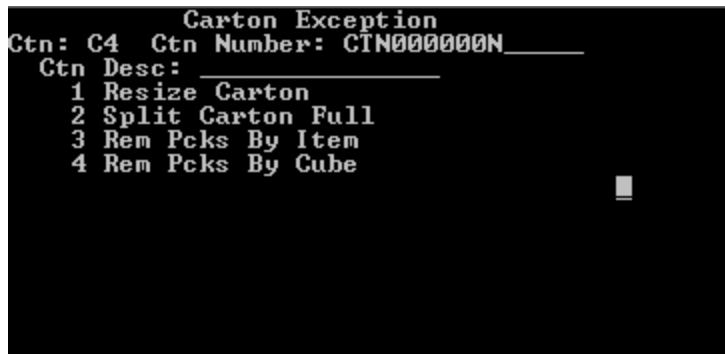 Carton Exception
Ctn: C4  Ctn Number: CTN000000N______
Ctn Desc: _______________
1 Resize Carton
2 Split Carton Full
3 Rem Pcks By Item
4 Rem Pcks By Cube